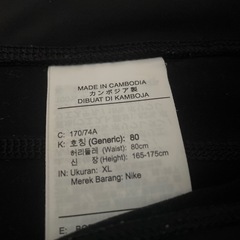 MADE IN CAMBODIA
カンボジア製
DIBUAT DI KAMBOJA
C: 170/74A
K: 호칭 (Generic): 80
허리둘레 (Waist): 80cm
신 장 (Height): 165-175cm
IN: Ukuran: XL
Merek Barang: Nike